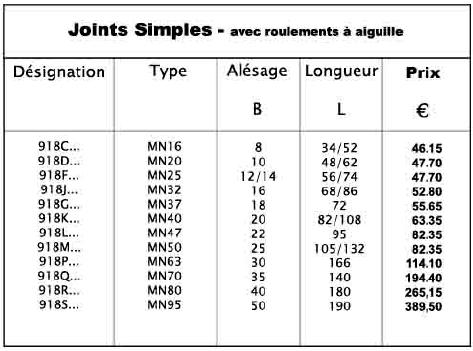 Joints Simples - avec roulements à aiguille
Désignation Type Alésage Longueur Prix
B L €
918C... MN16 8 34/52 46.15
918D... MN20 10 48/62 47.70
918F... MN25 12/14 56/74 47.70
918J... MN32 16 68/86 52.80
918G... MN37 18 72 55.65
918K... MN40 20 82/108 63.35
918L... MN47 22 95 82.35
918M... MN50 25 105/132 82.35
918P... MN63 30 166 114.10
918Q... MN70 35 140 194.40
918R... MN80 40 180 265,15
918S... MN95 50 190 389,50